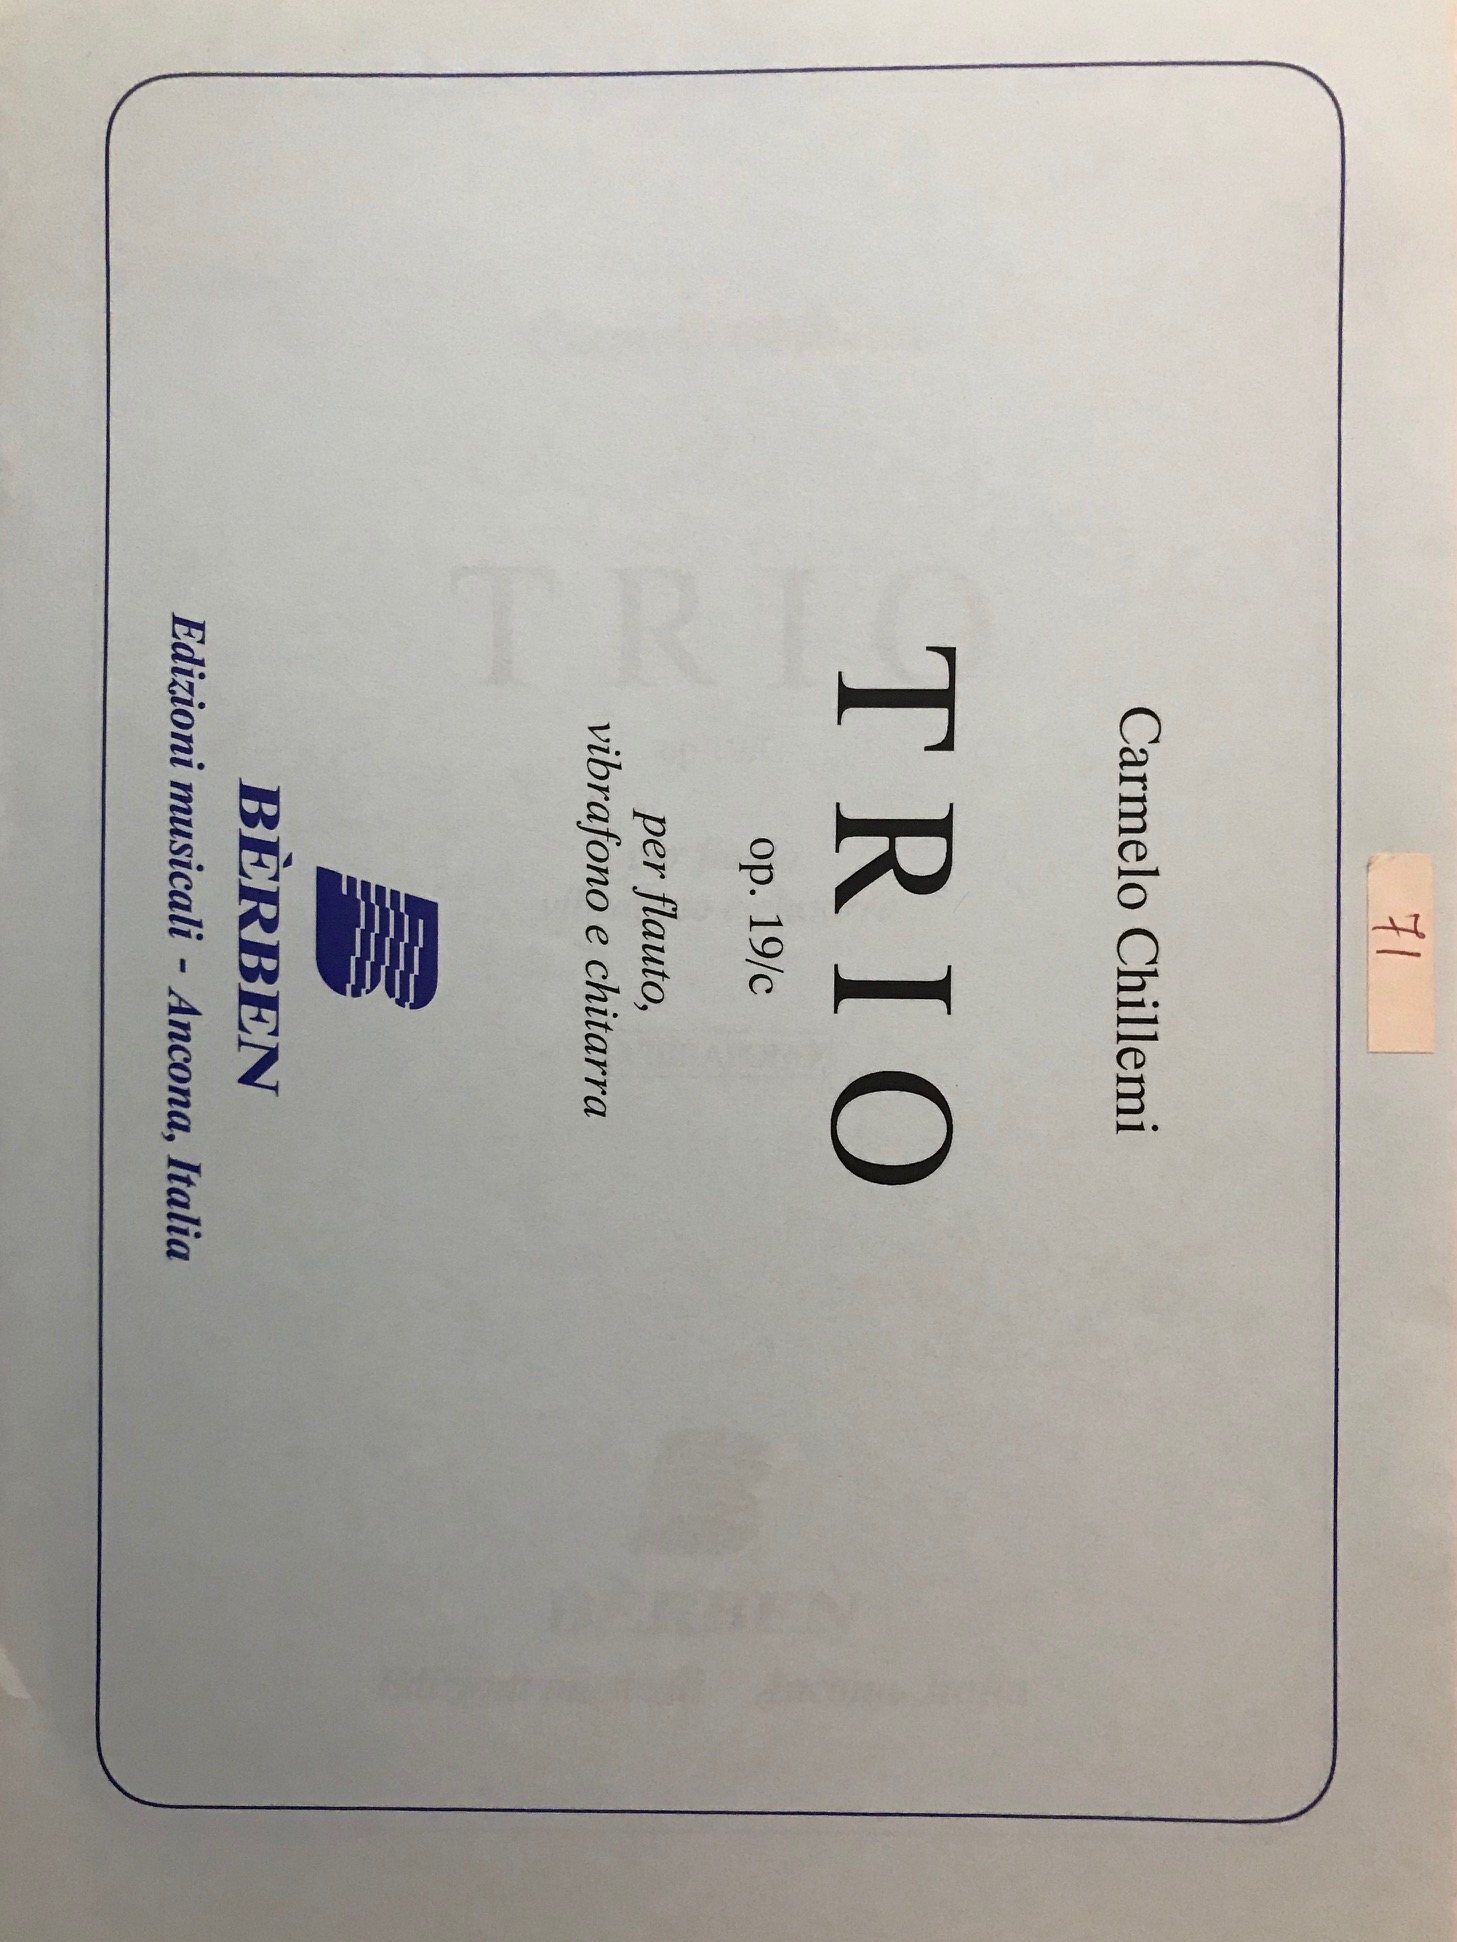 71
Carmelo Chillemi
TRIO
op. 19/c
per flauto,
vibrafono e chitarra
B
BÈRBEN
Edizioni musicali - Ancona, Italia